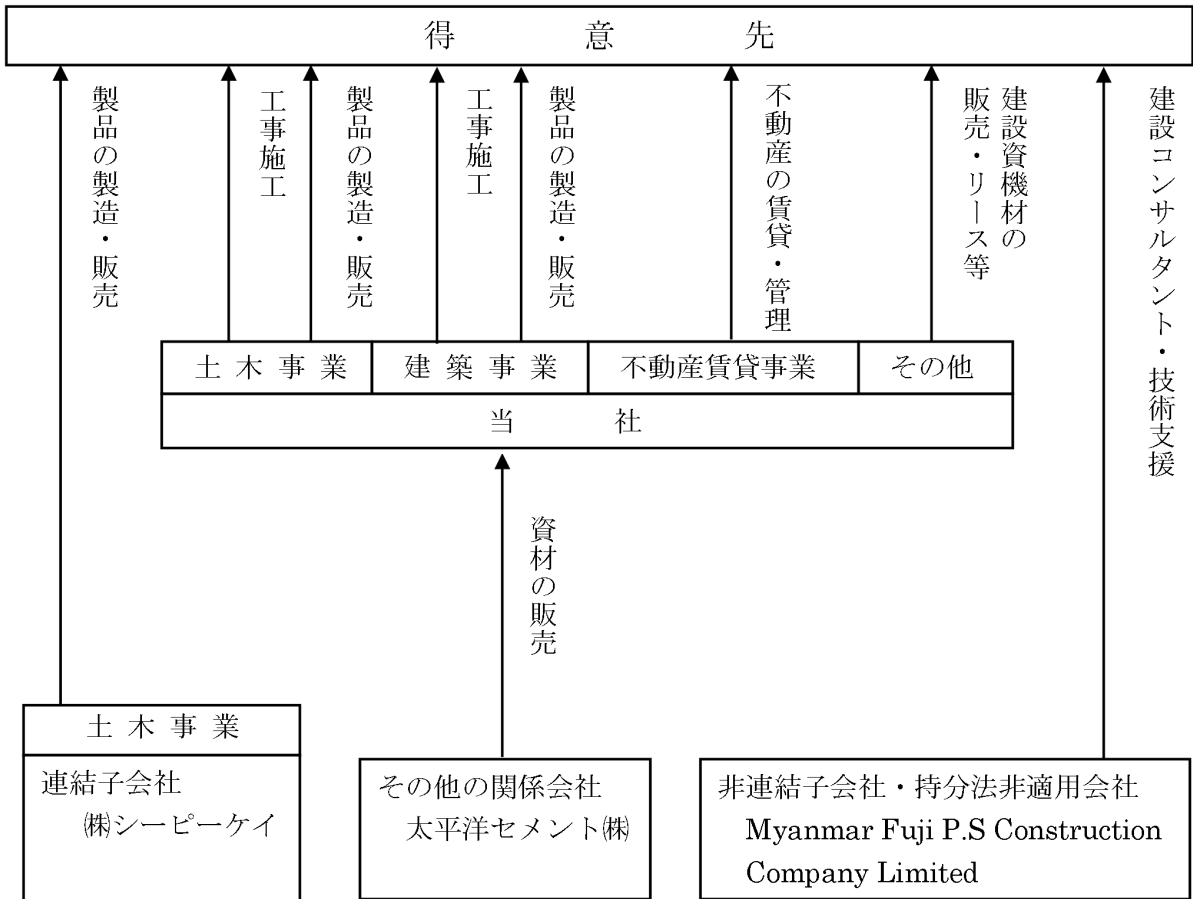 得意先
製品の製造・販売
工事施工
製品の製造・販売
工事施工
製品の製造・販売
不動産の賃貸・管理
建設資機材の
販売・リース等
建設コンサルタント・技術支援
土木事業
建築事業
不動産賃貸事業
その他
当社
資材の販売
土木事業
連結子会社
㈱シーピーケイ
その他の関係会社
太平洋セメント㈱
非連結子会社・持分法非適用会社
Myanmar Fuji P.S Construction
Company Limited